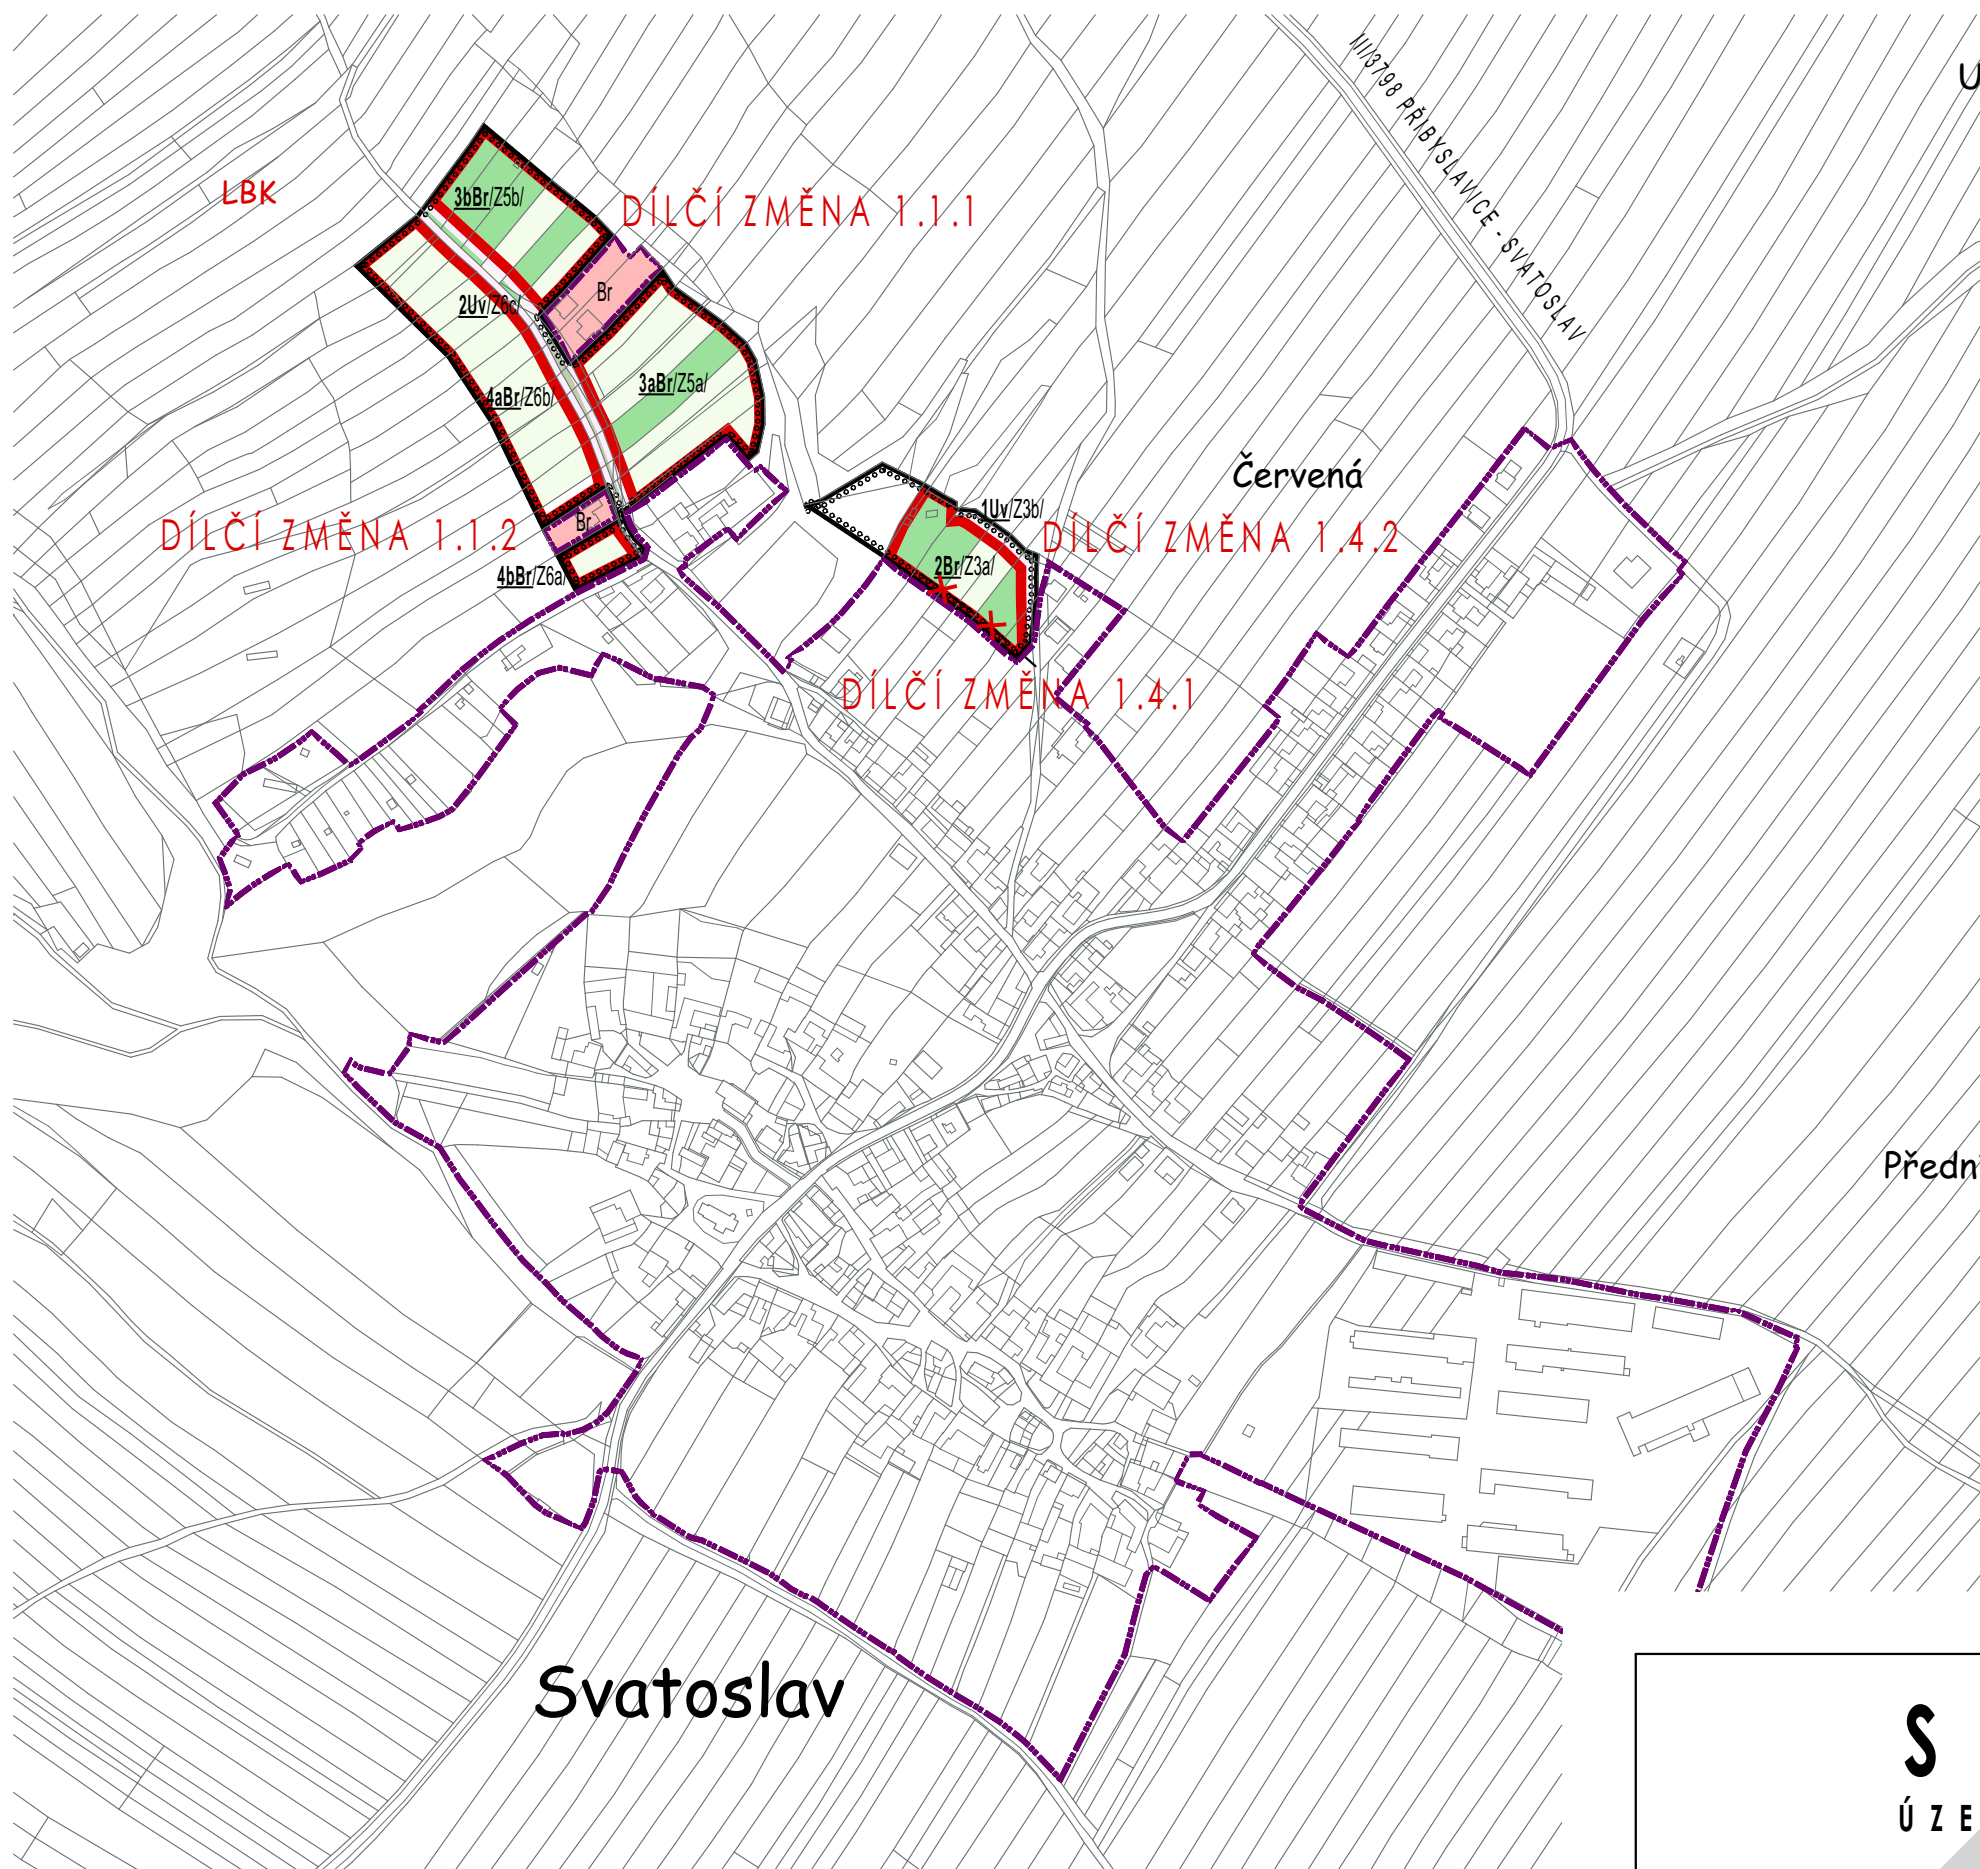 III/3798 PŘIBYSLAVICE - SVATOSLAV
U
LBK
3bBr/Z5b/
DÍLČÍ ZMĚNA 1.1.1
Br
2Uv/Z6c/
3aBr/Z5a/
4aBr/Z6b/
Červená
1Uv/Z3b/
Br
DÍLČÍ ZMĚNA 1.1.2
DÍLČÍ ZMĚNA 1.4.2
2Br/Z3a/
4bBr/Z6a/
DÍLČÍ ZMĚNA 1.4.1
Přední
Svatoslav
S
ÚZE